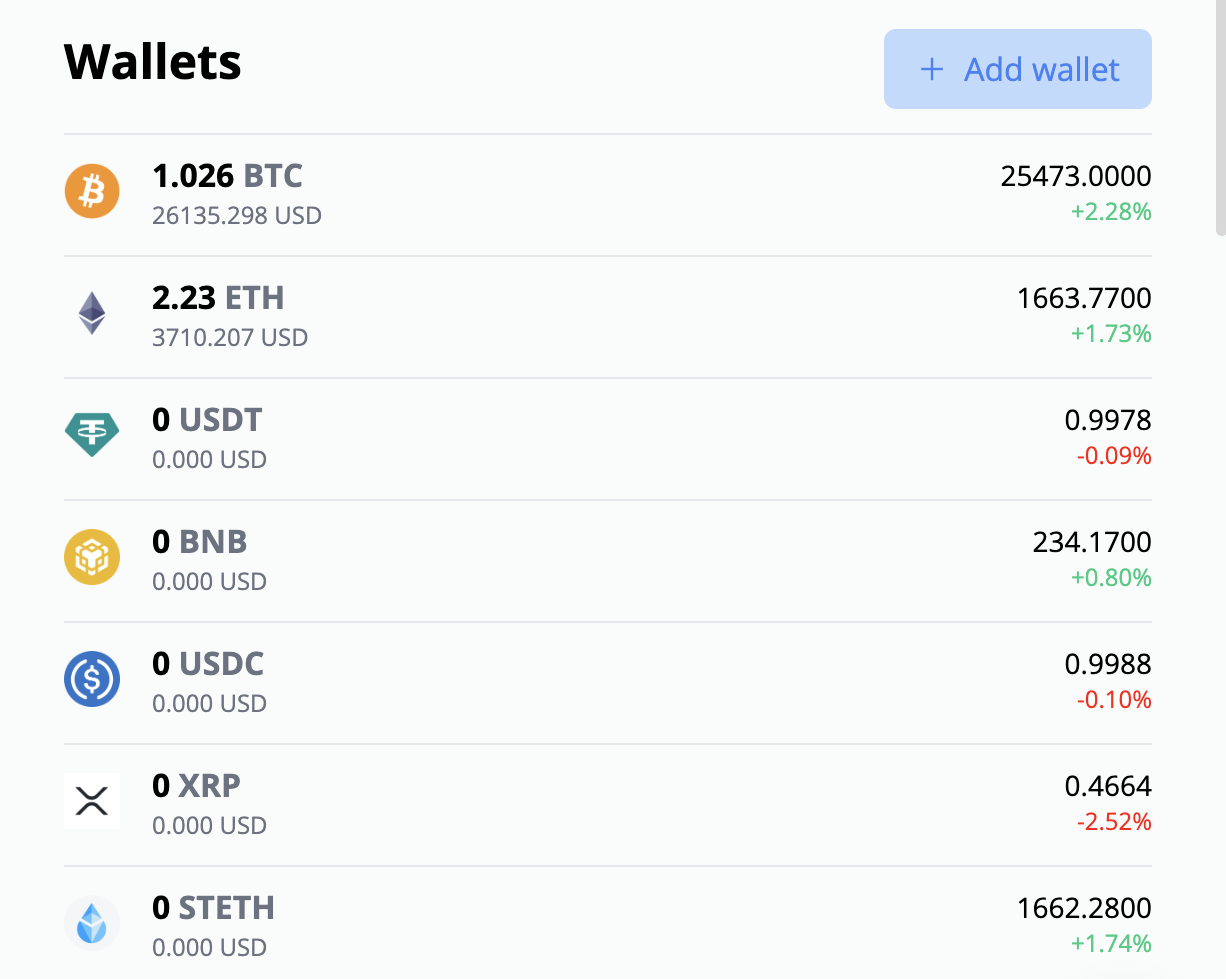 Wallets
+ Add wallet
1.026 BTC
25473.0000
26135.298 USD
+2.28%
2.23 ETH
1663.7700
3710.207 USD
+1.73%
0 USDT
0.9978
0.000 USD
-0.09%
0 BNB
234.1700
0.000 USD
+0.80%
0 USDC
0.9988
0.000 USD
-0.10%
0 XRP
0.4664
0.000 USD
-2.52%
0 STETH
1662.2800
0.000 USD
+1.74%